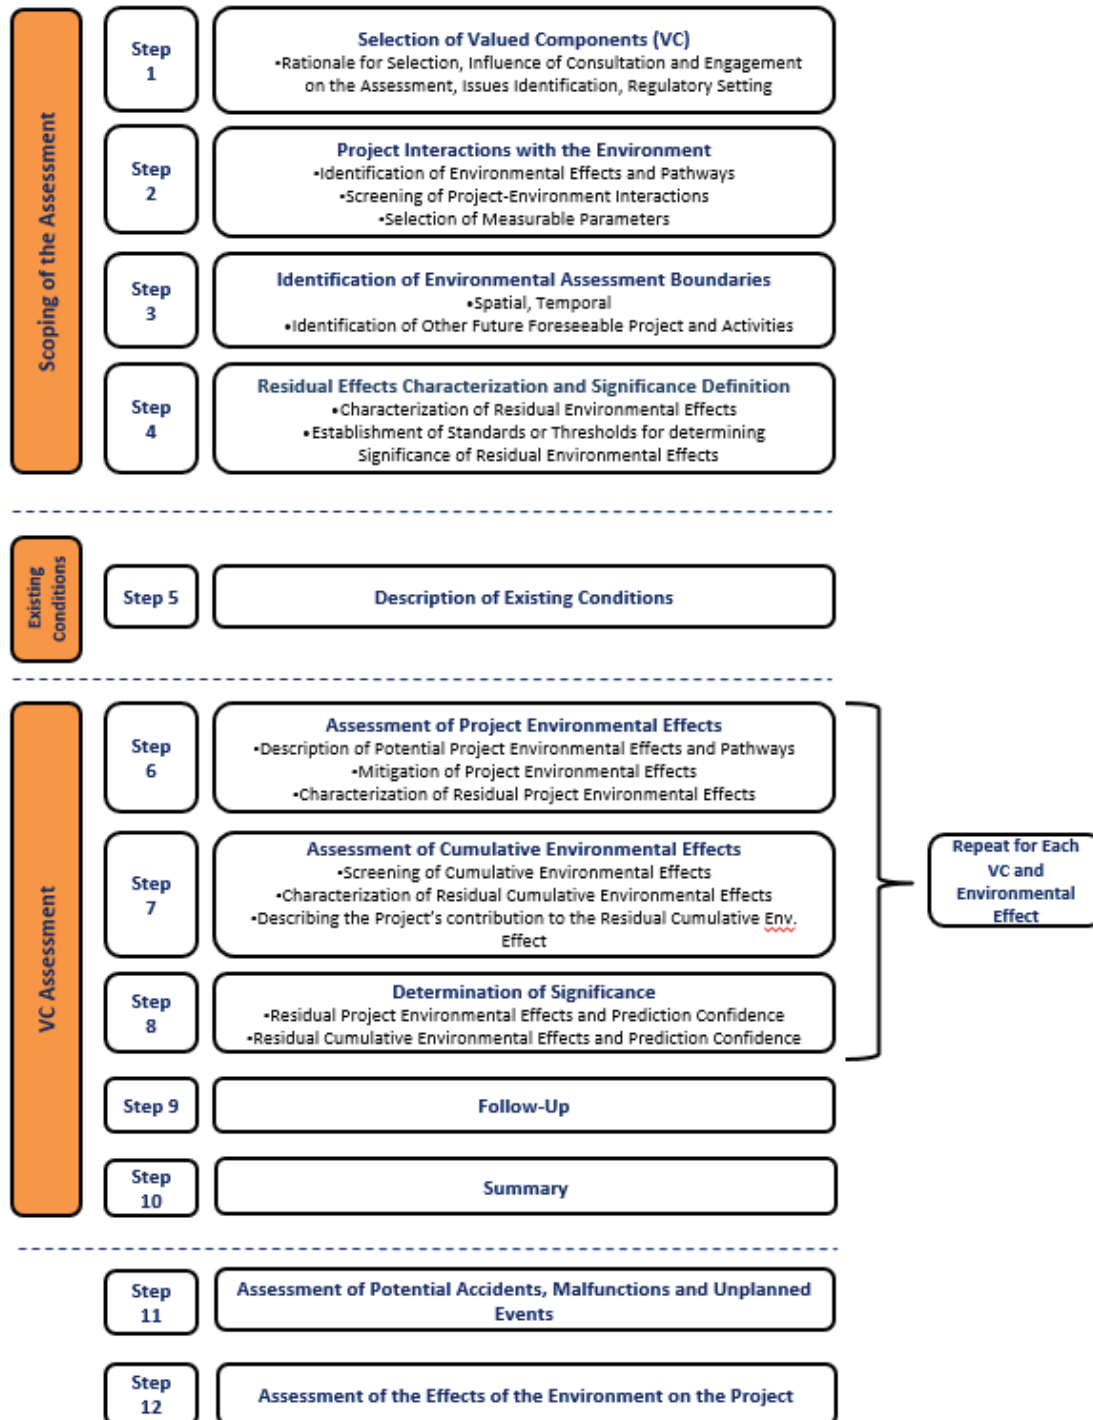 Scoping of the Assessment
Step
1
Selection of Valued Components (VC)
▪Rationale for Selection, Influence of Consultation and Engagement
on the Assessment, Issues Identification, Regulatory Setting
Step
2
Project Interactions with the Environment
▪Identification of Environmental Effects and Pathways
▪Screening of Project-Environment Interactions
▪Selection of Measurable Parameters
Step
3
Identification of Environmental Assessment Boundaries
•Spatial, Temporal
•Identification of Other Future Foreseeable Project and Activities
Step
4
Residual Effects Characterization and Significance Definition
•Characterization of Residual Environmental Effects
•Establishment of Standards or Thresholds for determining
Significance of Residual Environmental Effects
Existing
Conditions
Step 5
Description of Existing Conditions
VC Assessment
Step
6
Assessment of Project Environmental Effects
▪Description of Potential Project Environmental Effects and Pathways
▪Mitigation of Project Environmental Effects
▪Characterization of Residual Project Environmental Effects
Step
7
Assessment of Cumulative Environmental Effects
▪Screening of Cumulative Environmental Effects
▪Characterization of Residual Cumulative Environmental Effects
▪Describing the Project's contribution to the Residual Cumulative Env.
Effect
Step
8
Determination of Significance
▪Residual Project Environmental Effects and Prediction Confidence
▪Residual Cumulative Environmental Effects and Prediction Confidence
Repeat for Each
VC and
Environmental
Effect
Step 9
Follow-Up
Step
10
Summary
Step
11
Assessment of Potential Accidents, Malfunctions and Unplanned
Events
Step
12
Assessment of the Effects of the Environment on the Project